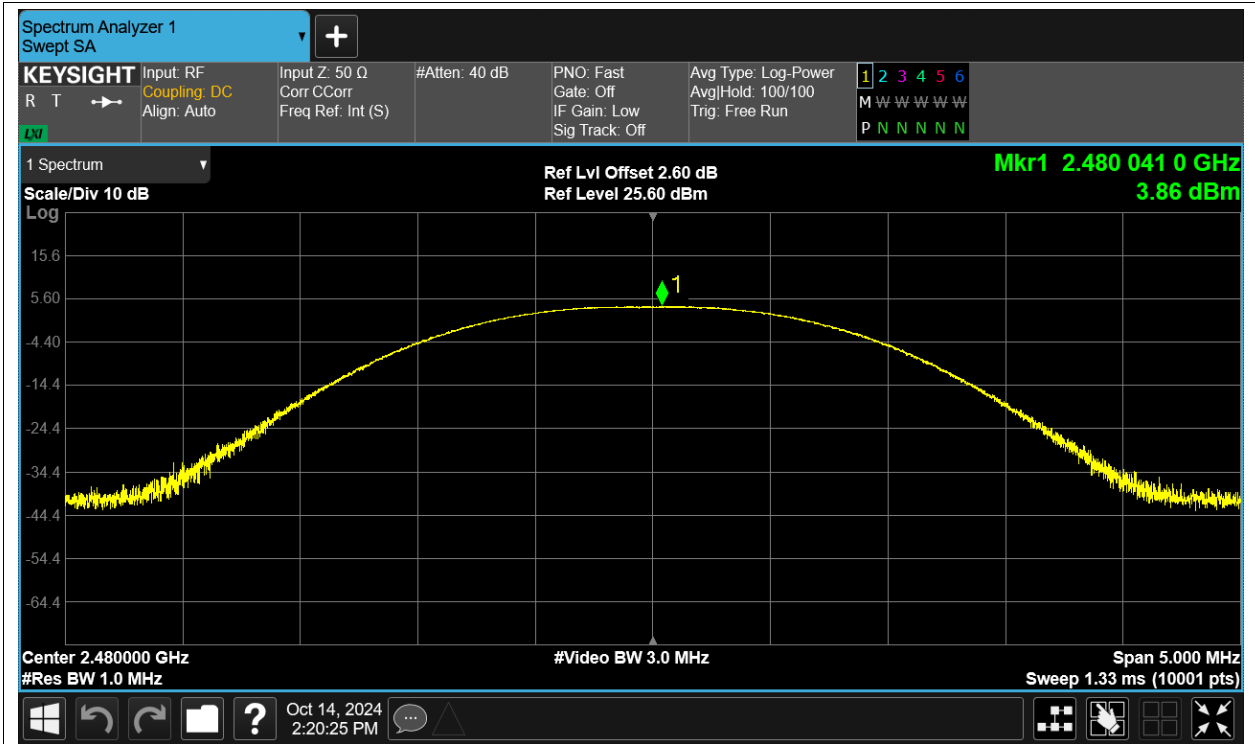 Spectrum Analyzer 1
Swept SA
KEYSIGHT
R T
LXI
Input: RF
Coupling: DC
Align: Auto
Input Z: 50 Ω
Corr CCorr
Freq Ref: Int (S)
#Atten: 40 dB
PNO: Fast
Gate: Off
IF Gain: Low
Sig Track: Off
Avg Type: Log-Power
Avg|Hold: 100/100
Trig: Free Run
1 2 3 4 5 6
M W W W W W W
P N N N N N
1 Spectrum
Scale/Div 10 dB
Log
Ref Lvl Offset 2.60 dB
Ref Level 25.60 dBm
Mkr1 2.480 041 0 GHz
3.86 dBm
15.6
5.60
-4.40
-14.4
-24.4
-34.4
-44.4
-54.4
-64.4
1
Center 2.480000 GHz
#Res BW 1.0 MHz
#Video BW 3.0 MHz
Span 5.000 MHz
Sweep 1.33 ms (10001 pts)
?
Oct 14, 2024
2:20:25 PM